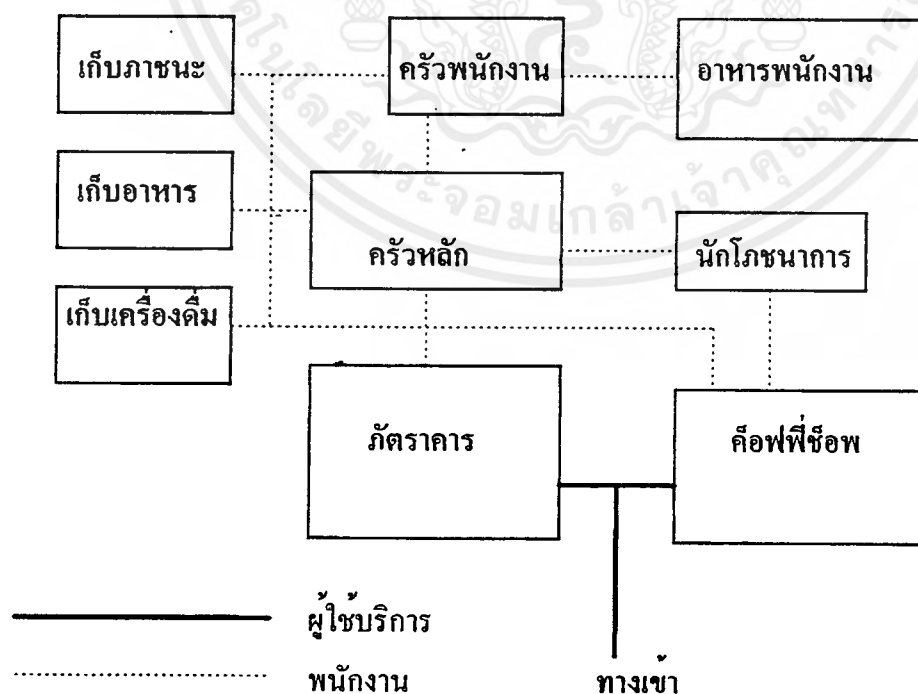 เก็บภาชนะ
ครัวพนักงาน
อาหารพนักงาน
เก็บอาหาร
ครัวหลัก
นักโภชนาการ
เก็บเครื่องดื่ม
ภัตราคาร
ค็อฟฟี่ช็อพ
ผู้ใช้บริการ
พนักงาน
ทางเข้า